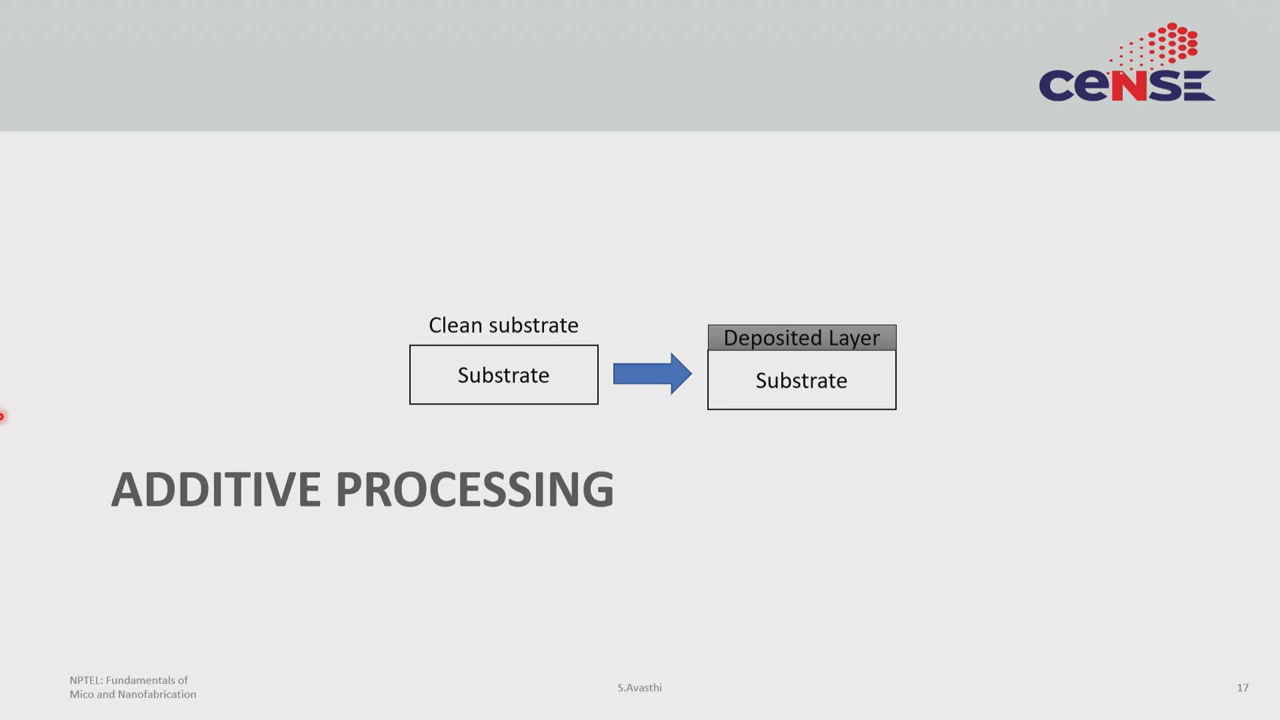 ceNSE
Clean substrate
Substrate
Deposited Layer
Substrate
ADDITIVE PROCESSING
NPTEL: Fundamentals of
Mico and Nanofabrication
S.Avasthi
17